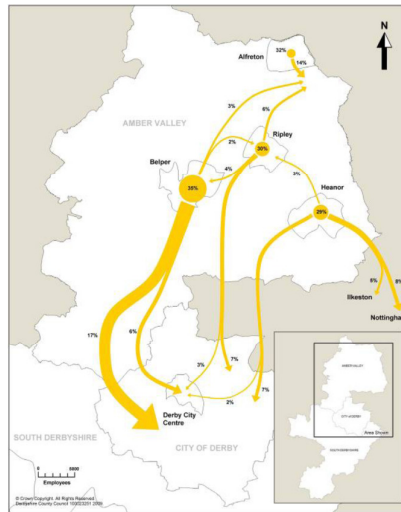 N
32%
Alfreton
14%
3%
6%
AMBER VALLEY
2%
Ripley
30%
Belper
4%
3%
Heanor
35%
29%
5%
8%
Ilkeston
Nottingha
17%
6%
3%
7%
7%
2%
Derby City
Centre
SOUTH DERBYSHIRE
CITY OF DERBY
AMBER VALLEY
CITY OF DERBY
Area Shown
SOUTH DERBYSHIRE
0
5000
Employees
© Crown Copyright. All Rights Reserved.
Derbyshire County Council 100023251 2009